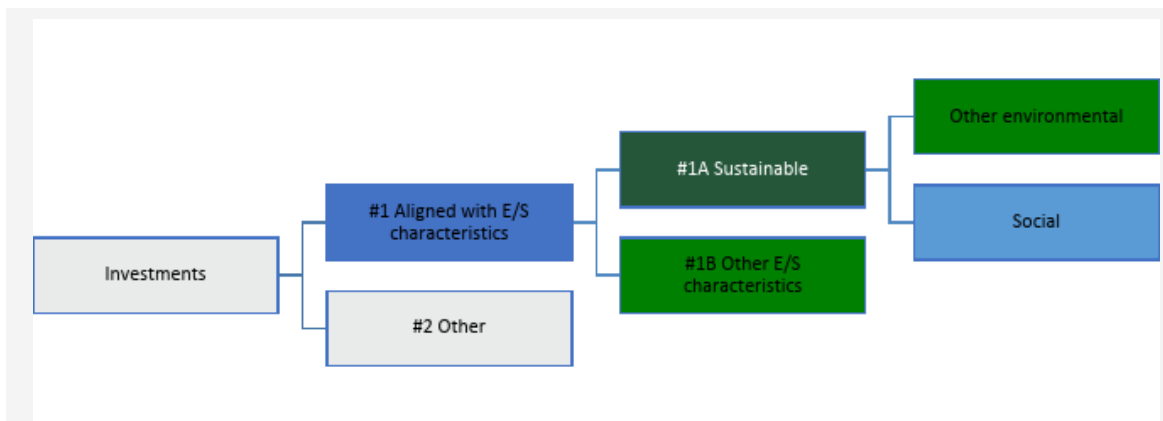 Investments
#1 Aligned with E/S
characteristics
#2 Other
#1A Sustainable
#1B Other E/S
characteristics
Other environmental
Social